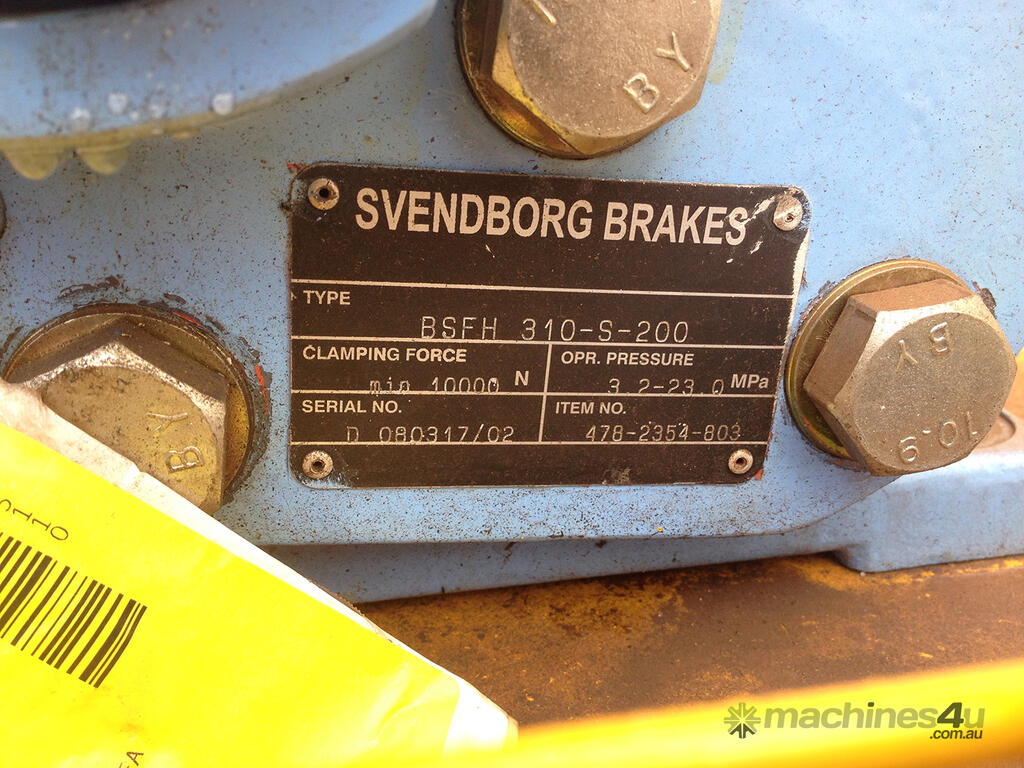 BY
SVENDBORG BRAKES
TYPE
BSFH 310-S-200
CLAMPING FORCE
min 10000 N
OPR. PRESSURE
3.2-23.0 MPa
SERIAL NO.
D 080317/02
ITEM NO.
478-2354-803
BY
BY
10.9
machines4u
.com.au